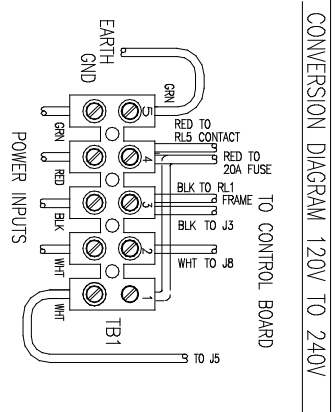 CONVERSION DIAGRAM 120V TO 240V
EARTH
GND
GRN
RED TO
RL5 CONTACT
RED TO
20A FUSE
BLK TO RL1
FRAME
BLK TO J3
WHT TO J8
TO J5
TO CONTROL BOARD
5
4
3
2
1
TB1
GRN
RED
BLK
WHT
WHT
POWER INPUTS